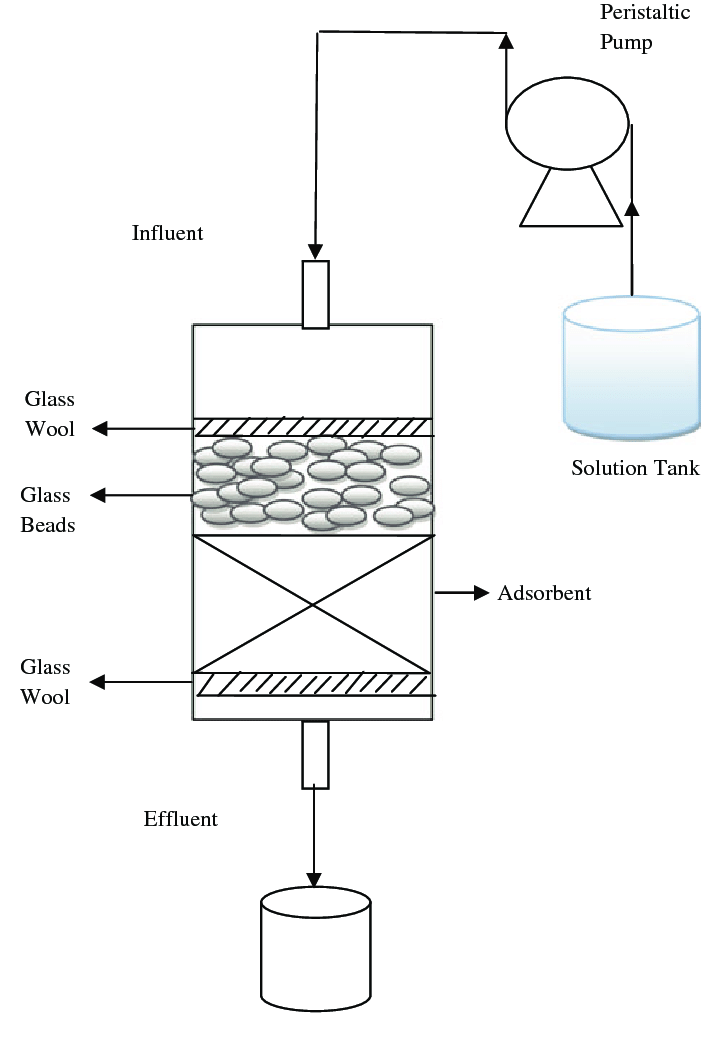 Peristaltic
Pump
Influent
Glass
Wool
Solution Tank
Glass
Beads
Adsorbent
Glass
Wool
Effluent